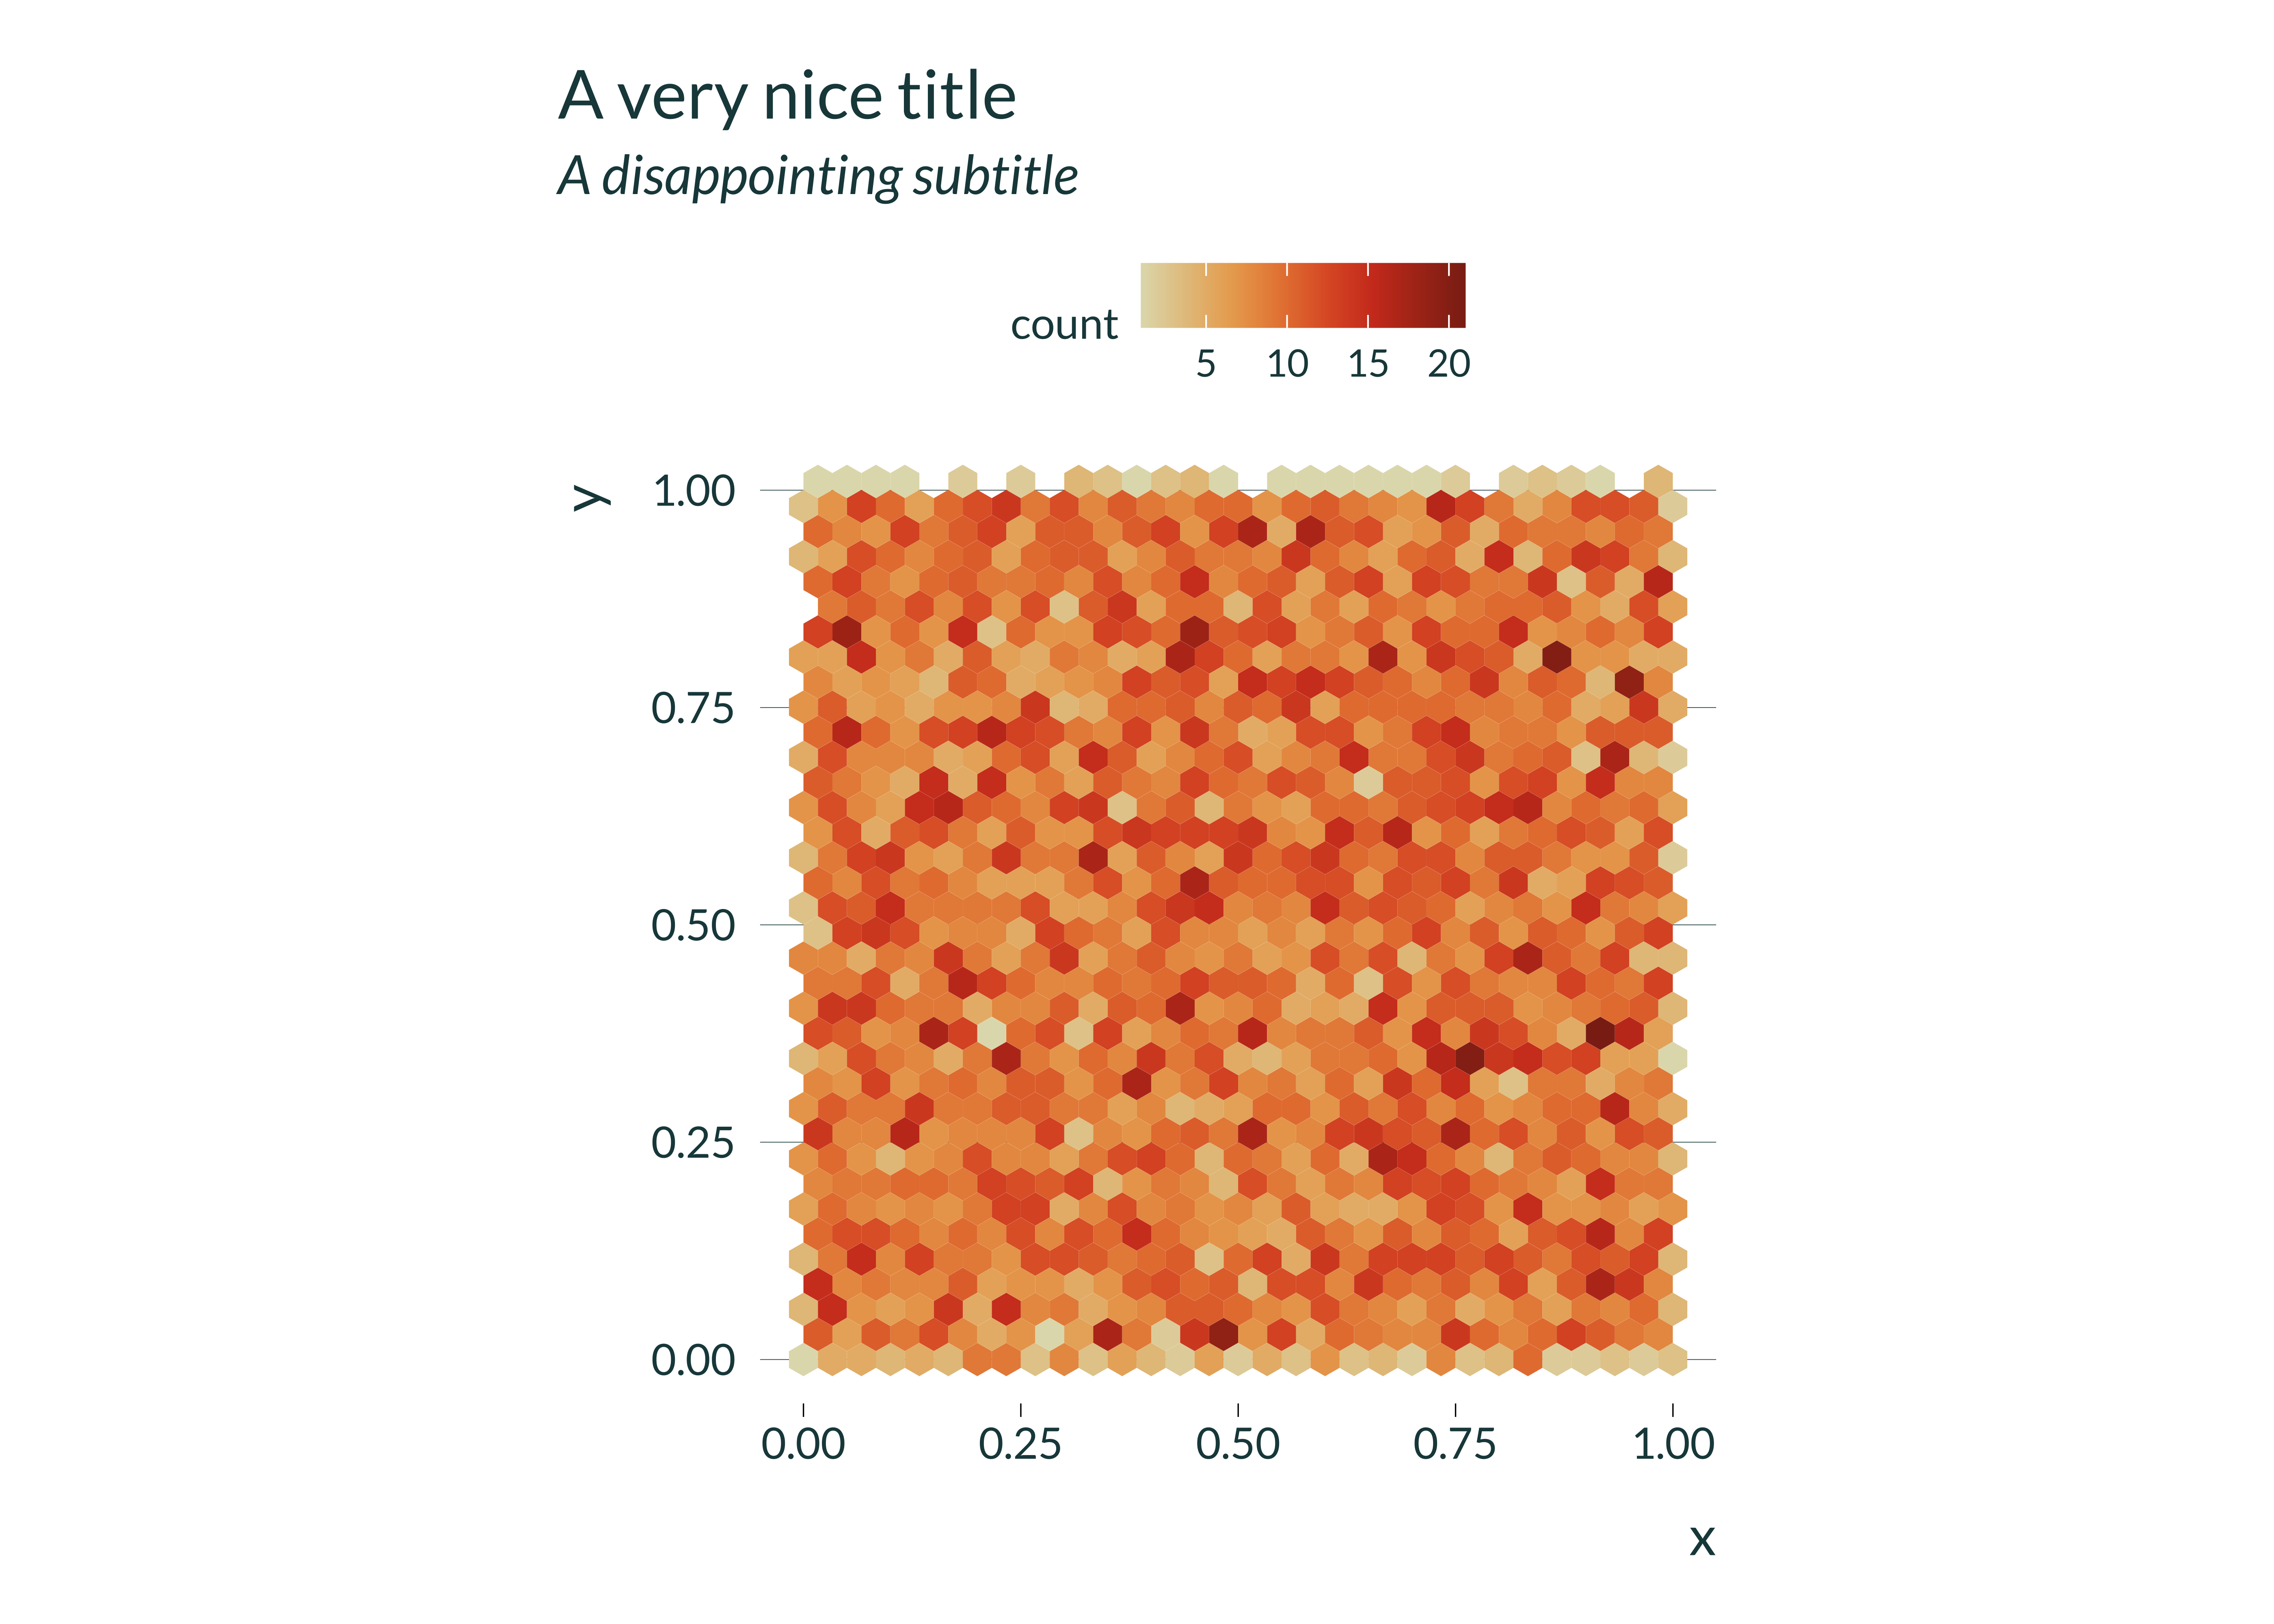 A very nice title
A disappointing subtitle
count
5 10 15 20
y
1.00
0.75
0.50
0.25
0.00
0.00 0.25 0.50 0.75 1.00
x